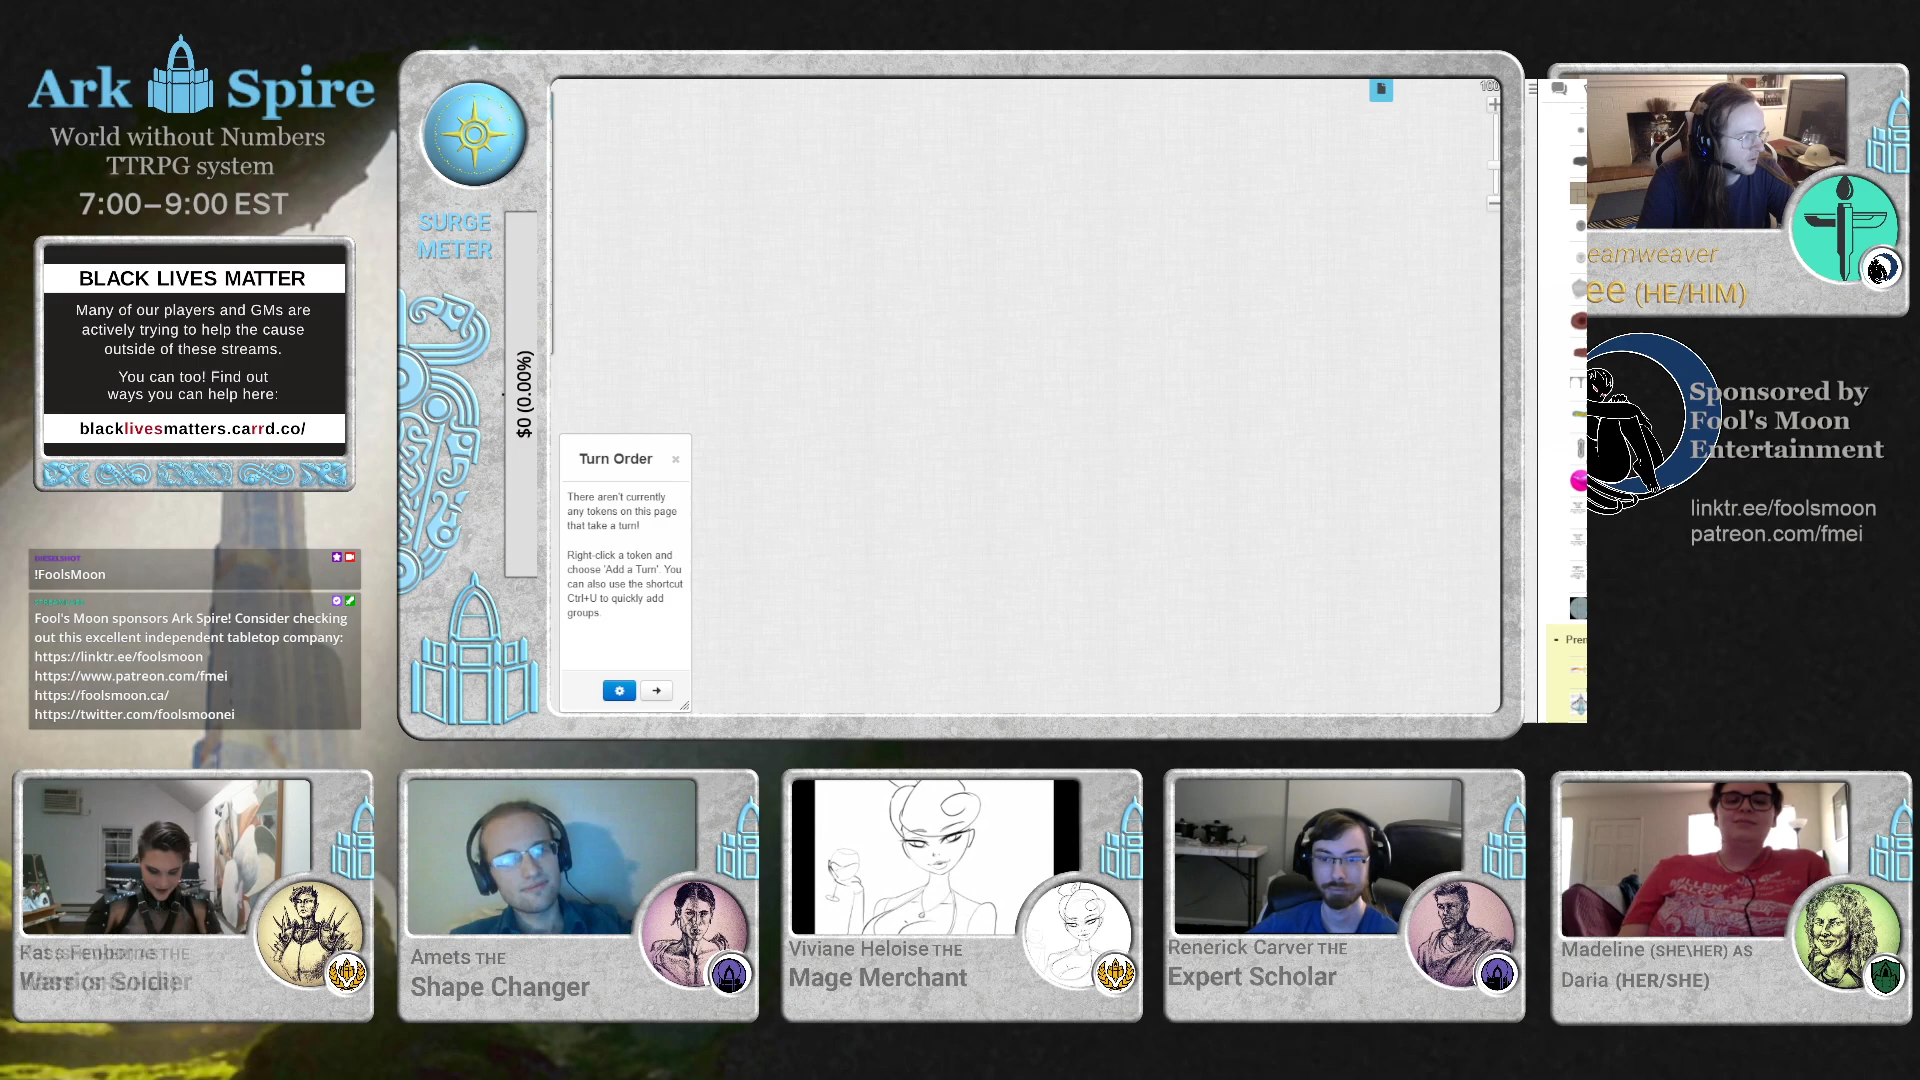 Ark Spire
World without Numbers
TTRPG system
7:00–9:00 EST
BLACK LIVES MATTER
Many of our players and GMs are
actively trying to help the cause
outside of these streams.
You can too! Find out
ways you can help here:
blacklivesmatters.carrd.co/
DIESELSHOT
!FoolsMoon
Fool's Moon sponsors Ark Spire! Consider checking
out this excellent independent tabletop company:
https://linktr.ee/foolsmoon
https://www.patreon.com/fmei
https://foolsmoon.ca/
https://twitter.com/foolsmoonei
SURGE
METER
$0 (0.00%)
100
Turn Order
There aren't currently
any tokens on this page
that take a turn!
Right-click a token and
choose 'Add a Turn'. You
can also use the shortcut
Ctrl+U to quickly add
groups.
Prem
eamweaver
ee (HE/HIM)
Sponsored by
Fool's Moon
Entertainment
linktr.ee/foolsmoon
patreon.com/fmei
THE
Soldier
Amets THE
Shape Changer
Viviane Heloise THE
Mage Merchant
Renerick Carver THE
Expert Scholar
Madeline (SHE\HER) AS
Daria (HER/SHE)